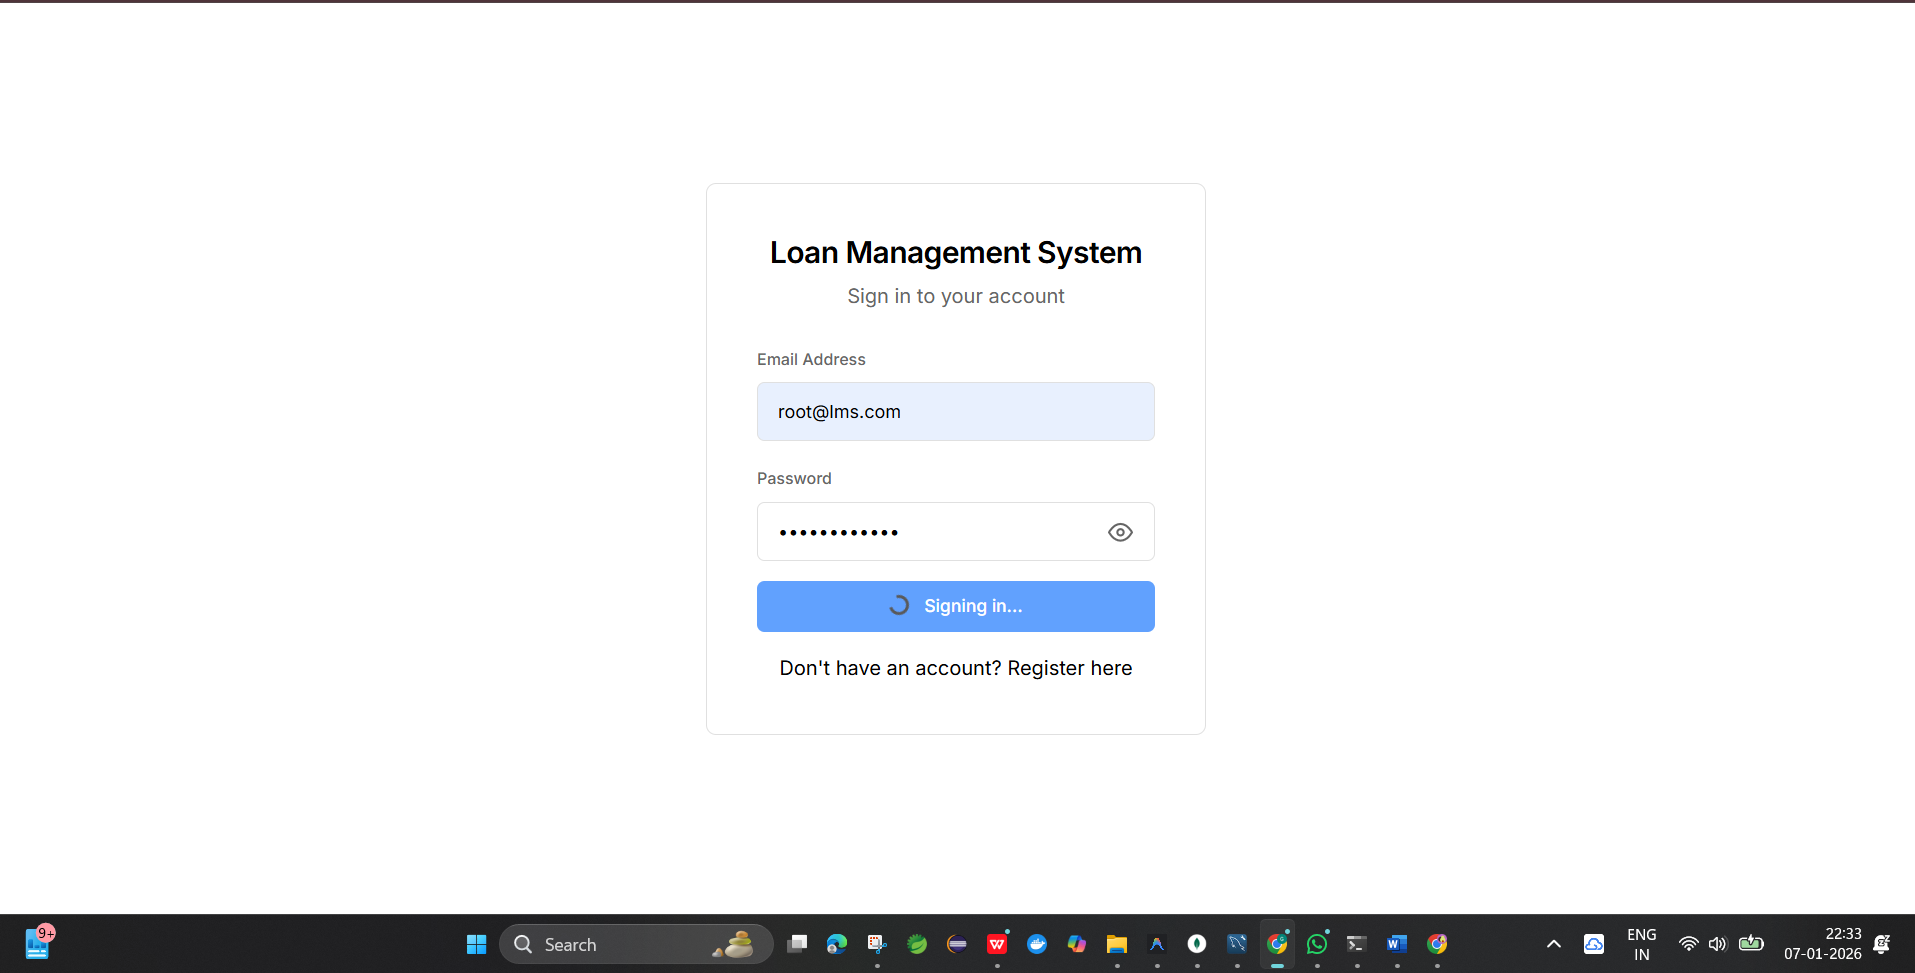 Loan Management System
Sign in to your account
Email Address
root@lms.com
Password
••••••••••••
Signing in...
Don't have an account? Register here
9+
Search
W
W
ENG
IN
22:33
07-01-2026